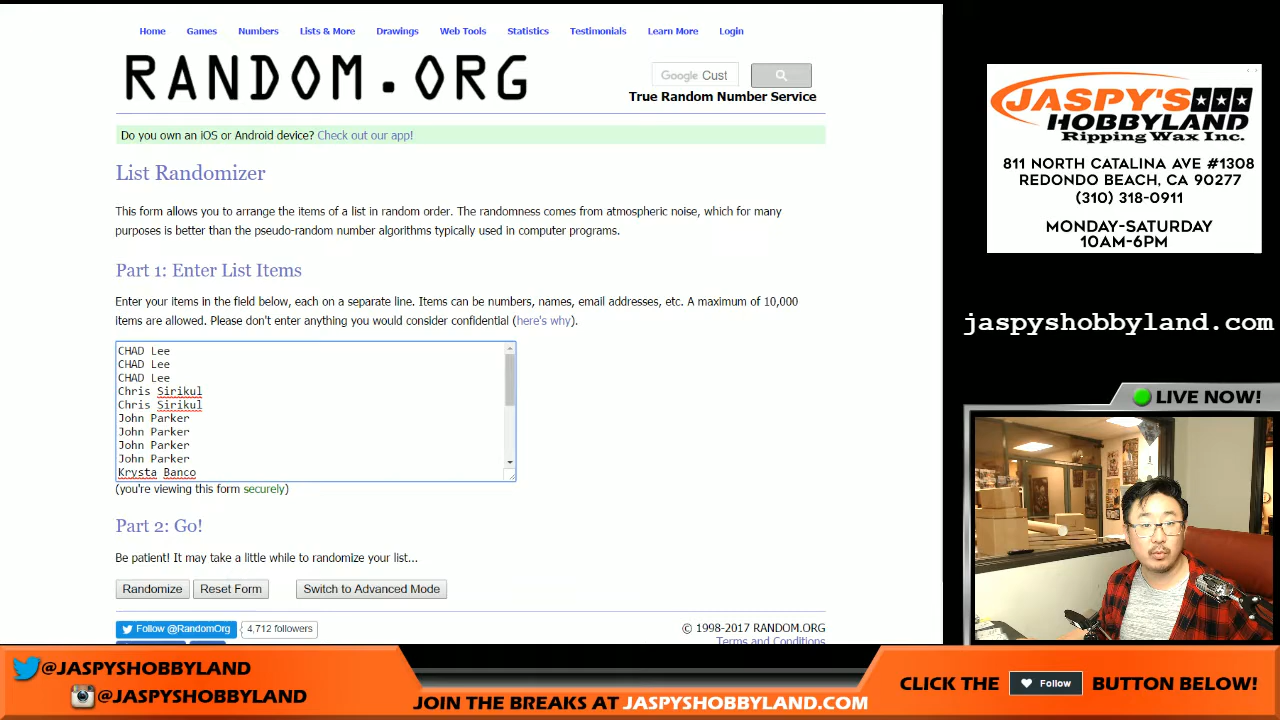 Home Games Numbers Lists & More Drawings Web Tools Statistics Testimonials Learn More Login
RANDOM.ORG
Google Cust
True Random Number Service
Do you own an iOS or Android device? Check out our app!
List Randomizer
This form allows you to arrange the items of a list in random order. The randomness comes from atmospheric noise, which for many
purposes is better than the pseudo-random number algorithms typically used in computer programs.
Part 1: Enter List Items
Enter your items in the field below, each on a separate line. Items can be numbers, names, email addresses, etc. A maximum of 10,000
items are allowed. Please don't enter anything you would consider confidential (here's why).
CHAD Lee
CHAD Lee
CHAD Lee
Chris Sirikul
Chris Sirikul
John Parker
John Parker
John Parker
John Parker
Krysta Banco
(you're viewing this form securely)
Part 2: Go!
Be patient! It may take a little while to randomize your list...
Randomize Reset Form Switch to Advanced Mode
Follow @RandomOrg 4,712 followers
© 1998-2017 RANDOM.ORG
Terms and Conditions
JASPY'S
HOBBYLAND
Ripping Wax Inc.
811 NORTH CATALINA AVE #1308
REDONDO BEACH, CA 90277
(310) 318-0911
MONDAY-SATURDAY
10AM-6PM
jaspyshobbyland.com
LIVE NOW!
@JASPYSHOBBYLAND
@JASPYSHOBBYLAND
JOIN THE BREAKS AT JASPYSHOBBYLAND.COM
CLICK THE Follow BUTTON BELOW!